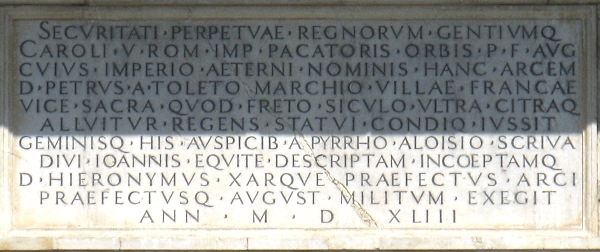 SECVRITATI · PERPETVAE · REGNORVM · GENTIVMQ
CAROLI · V · ROM · IMP · PACATORIS · ORBIS · P · F · AVG
CVIVS · IMPERIO · AETERNI · NOMINIS · HANC · ARCEM
D · PETRVS · A · TOLETO · MARCHIO · VILLAE · FRANCAE
VICE · SACRA · QVOD · FRETO · SICVLO · VLTRA · CITRAQ
ALLVITVR · REGENS · STATVI · CONDIQ · IVSSIT
GEMINISQ · HIS · AVSPICIB · A · PYRRHO · ALOISIO · SCRIVA
DIVI · IOANNIS · EQVITE · DESCRIPTAM · INCOEPTAMQ
D · HIERONYMVS · XARQVE · PRAEFECTVS · ARCI
PRAEFECTVSQ · AVGVST · MILITVM · EXEGIT
ANN · M · D · XLIII